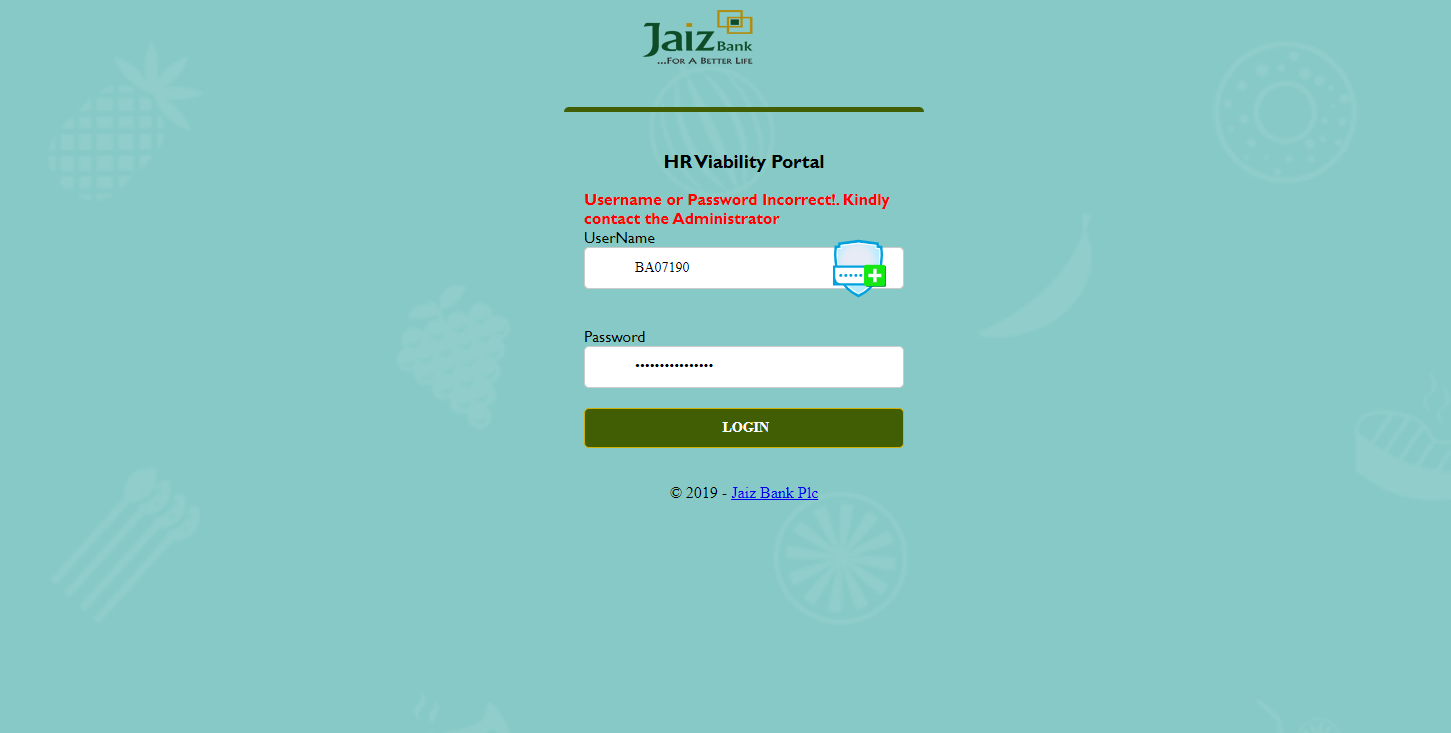 Jaiz Bank
...FOR A BETTER LIFE
HR Viability Portal
Username or Password Incorrect!. Kindly
contact the Administrator
UserName
BA07190
Password
••••••••••••••••
LOGIN
© 2019 - Jaiz Bank Plc